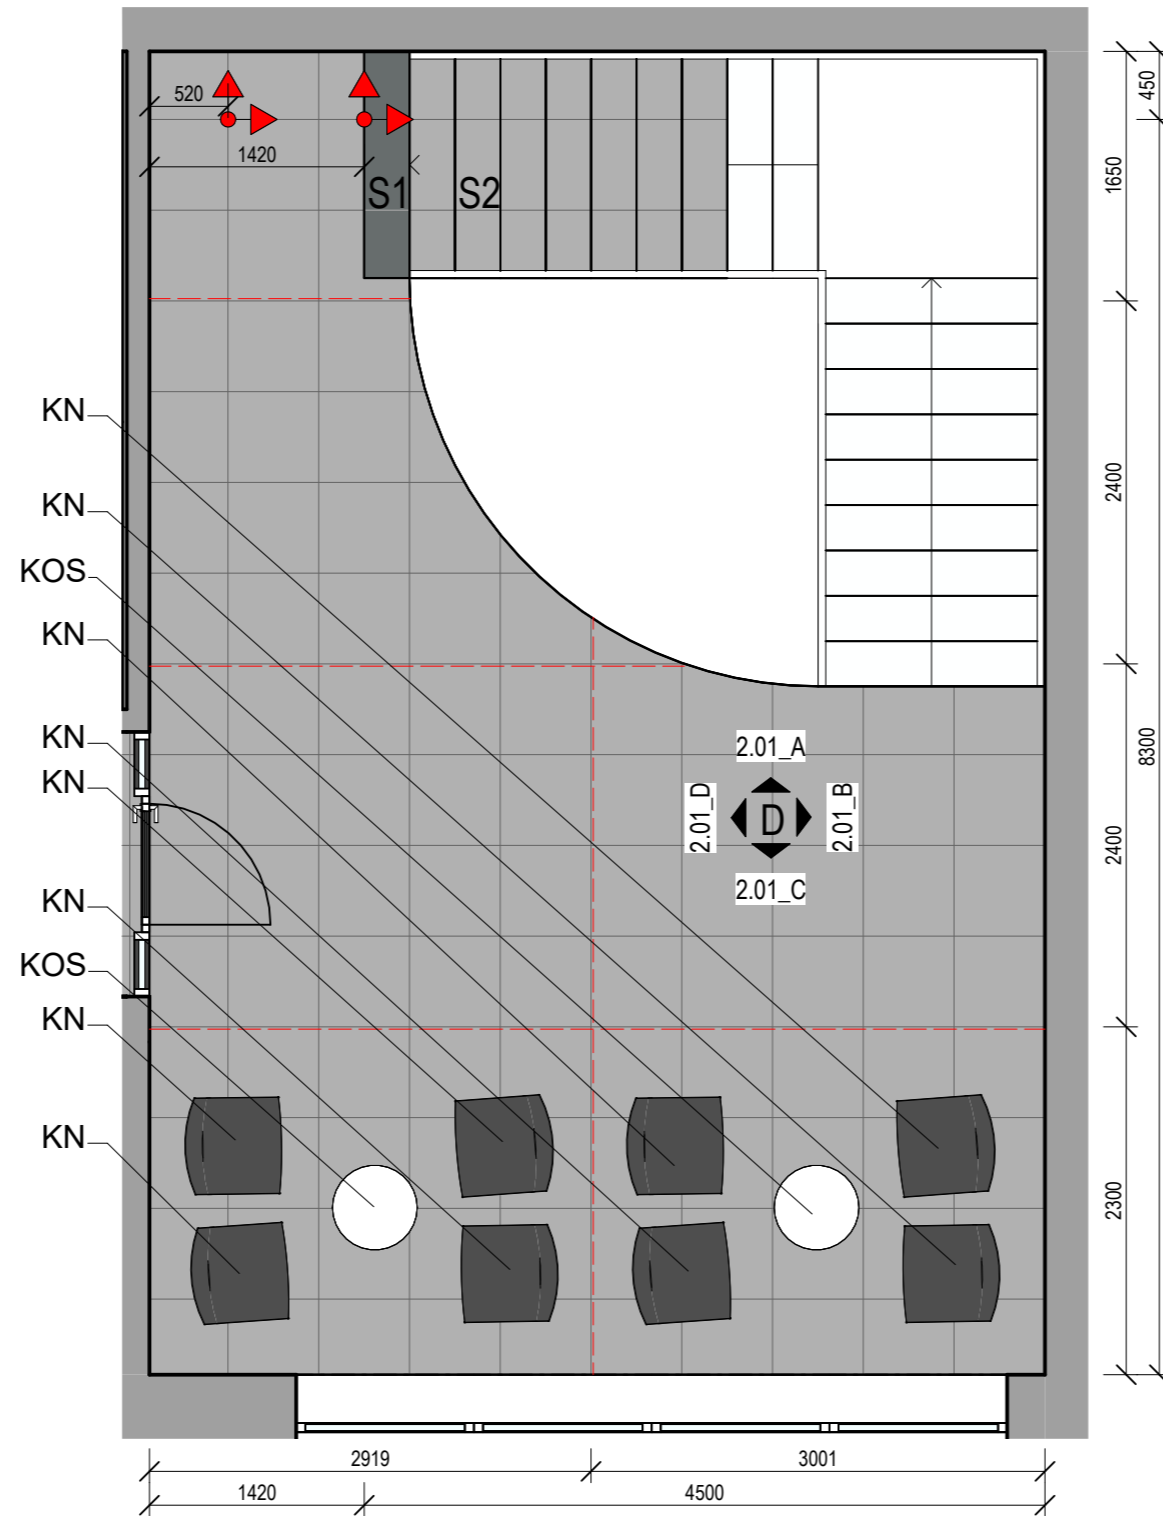 520
1420
S1
S2
450
1650
2400
8300
2400
2300
KN
KN
KOS
KN
KN
KN
KN
KOS
KN
KN
2.01_A
2.01_D
D
2.01_B
2.01_C
2919
3001
1420
4500